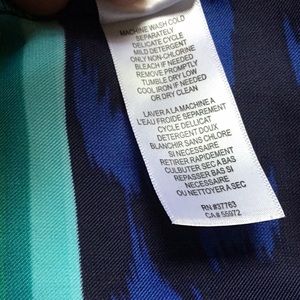 MACHINE WASH COLD
SEPARATELY
DELICATE CYCLE
MILD DETERGENT
ONLY NON-CHLORINE
BLEACH IF NEEDED
REMOVE PROMPTLY
TUMBLE DRY LOW
COOL IRON IF NEEDED
OR DRY CLEAN
LAVER A LA MACHINE A
L'EAU FROIDE SEPAREMENT
CYCLE DELLICAT
DETERGENT DOUX
BLANCHIR SANS CHLORE
SI NECESSAIRE
RETIRER RAPIDEMENT
CULBUTER SEC A BAS
REPASSER BAS SI
NECESSAIRE
OU NETTOYER A SEC
RN #37763
CA# 55972